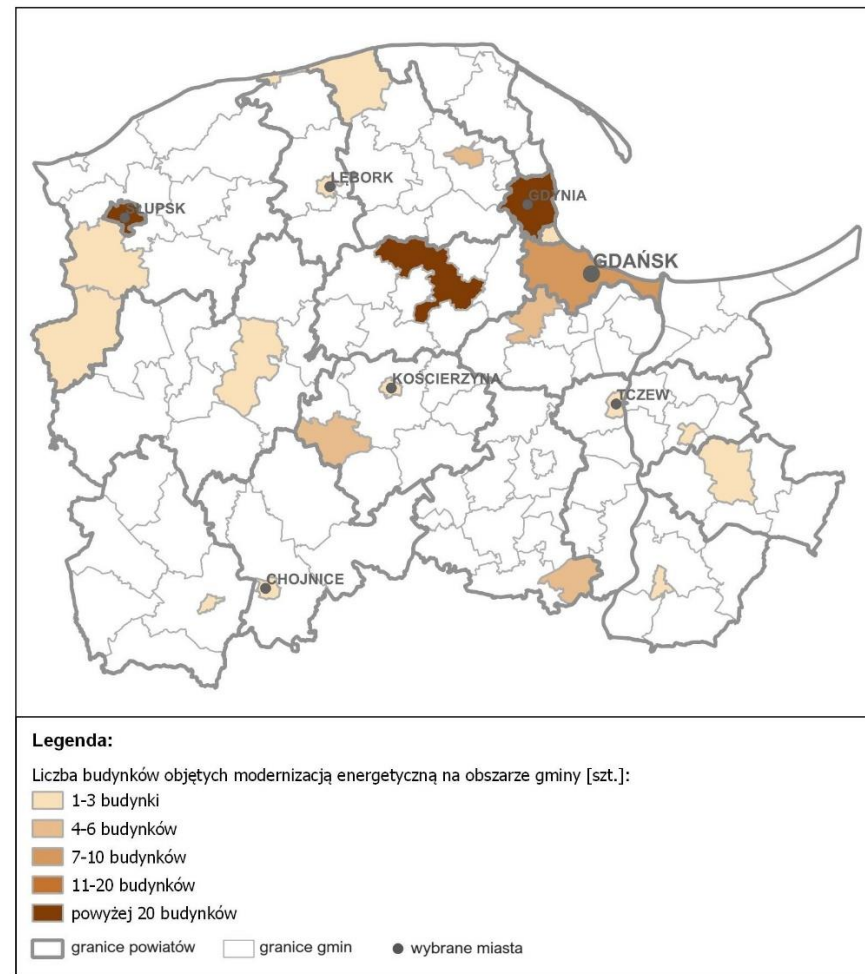 LĘBORK
GDYNIA
SŁUPSK
GDAŃSK
KOŚCIERZYNA
TCZEW
CHOJNICE
Legenda:
Liczba budynków objętych modernizacją energetyczną na obszarze gminy [szt.]:
1-3 budynki
4-6 budynków
7-10 budynków
11-20 budynków
powyżej 20 budynków
granice powiatów granice gmin wybrane miasta